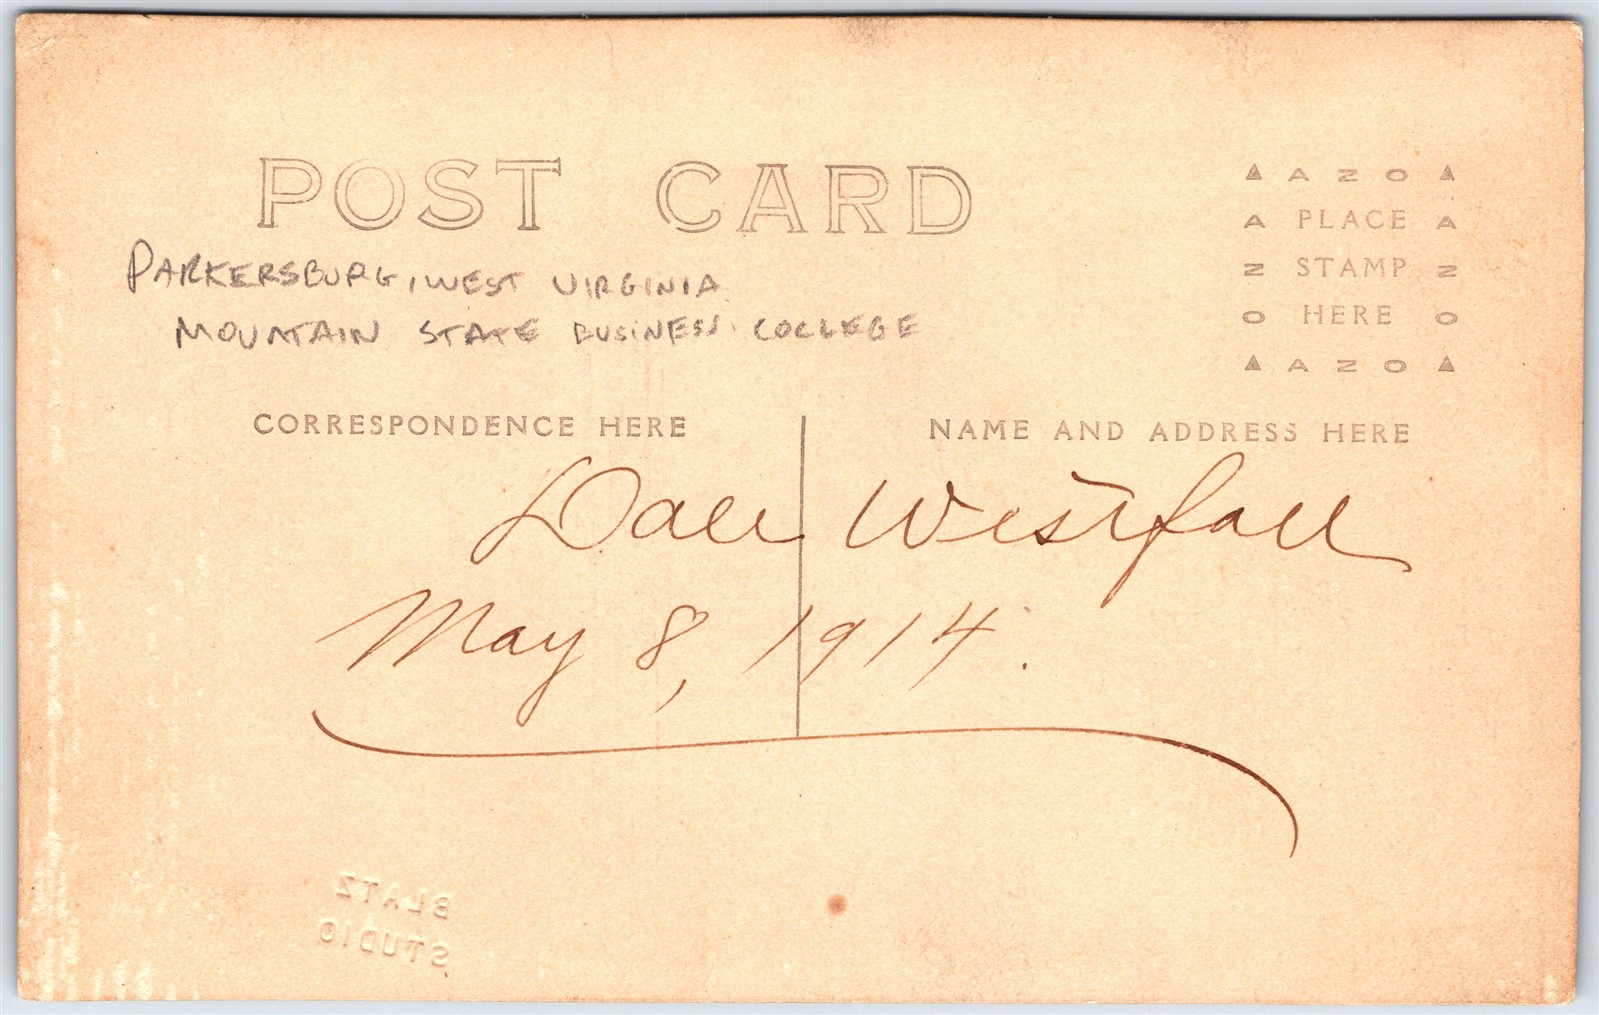 POST CARD
PARKERSBURG, WEST VIRGINIA
MOUNTAIN STATE BUSINESS COLLEGE
▲ A Z O ▲
A PLACE A
Z STAMP Z
O HERE O
▲ A Z O ▲
CORRESPONDENCE HERE
NAME AND ADDRESS HERE
Dale Westfall
May 8, 1914.
BLATZ
STUDIO